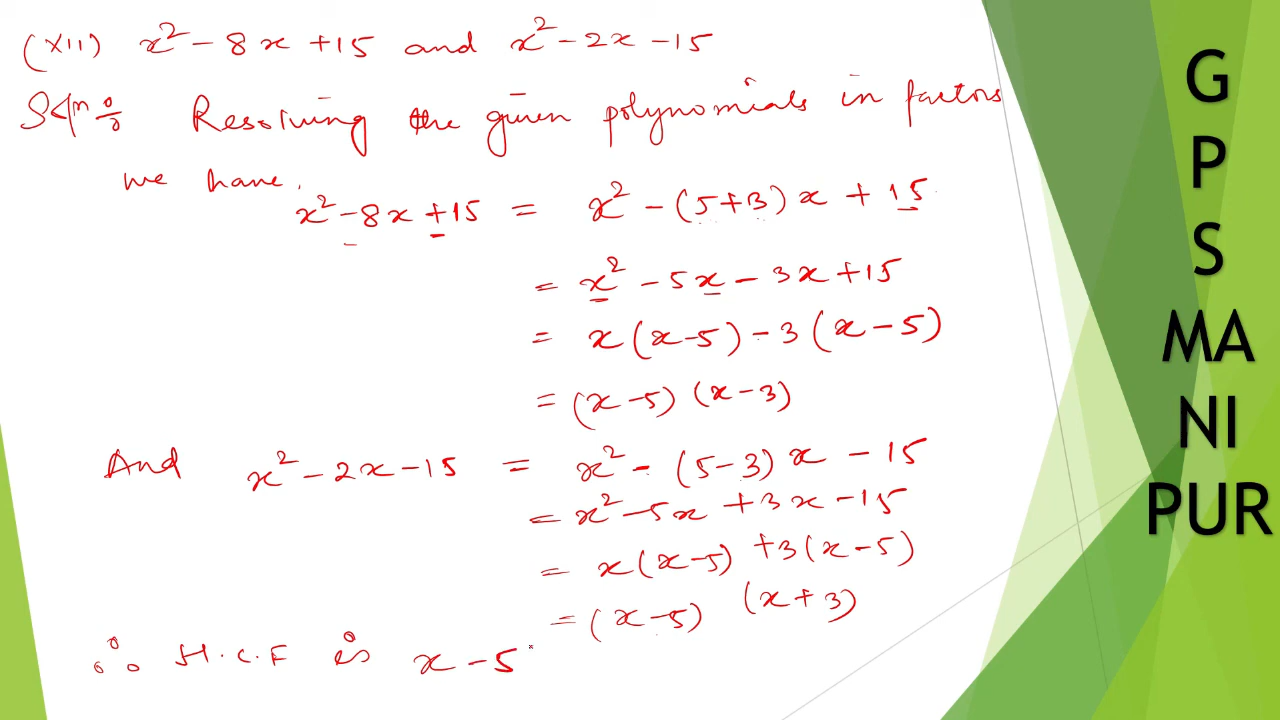 (XII) x² - 8x + 15 and x² - 2x - 15
Solⁿ: Resolving the given polynomials in factors
we have,
x² - 8x + 15 = x² - (5+3)x + 15
= x² - 5x - 3x + 15
= x(x-5) - 3(x-5)
= (x-5) (x-3)
And x² - 2x - 15 = x² - (5-3)x - 15
= x² - 5x + 3x - 15
= x(x-5) + 3(x-5)
= (x-5) (x+3)
∴ H.C.F is x - 5
G
P
S
MA
NI
PUR